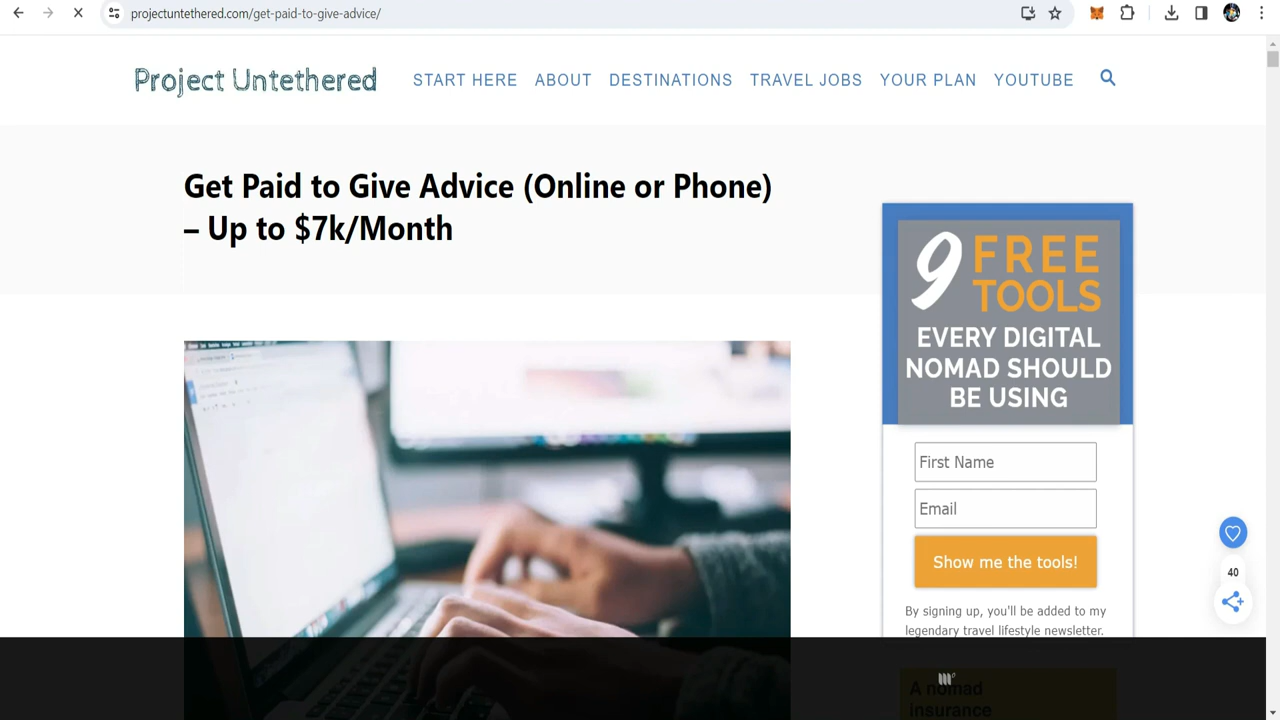 projectuntethered.com/get-paid-to-give-advice/
Project Untethered
START HERE ABOUT DESTINATIONS TRAVEL JOBS YOUR PLAN YOUTUBE
Get Paid to Give Advice (Online or Phone)
– Up to $7k/Month
9 FREE
TOOLS
EVERY DIGITAL
NOMAD SHOULD
BE USING
First Name
Email
Show me the tools!
40
By signing up, you'll be added to my
legendary travel lifestyle newsletter.
A nomad
insurance